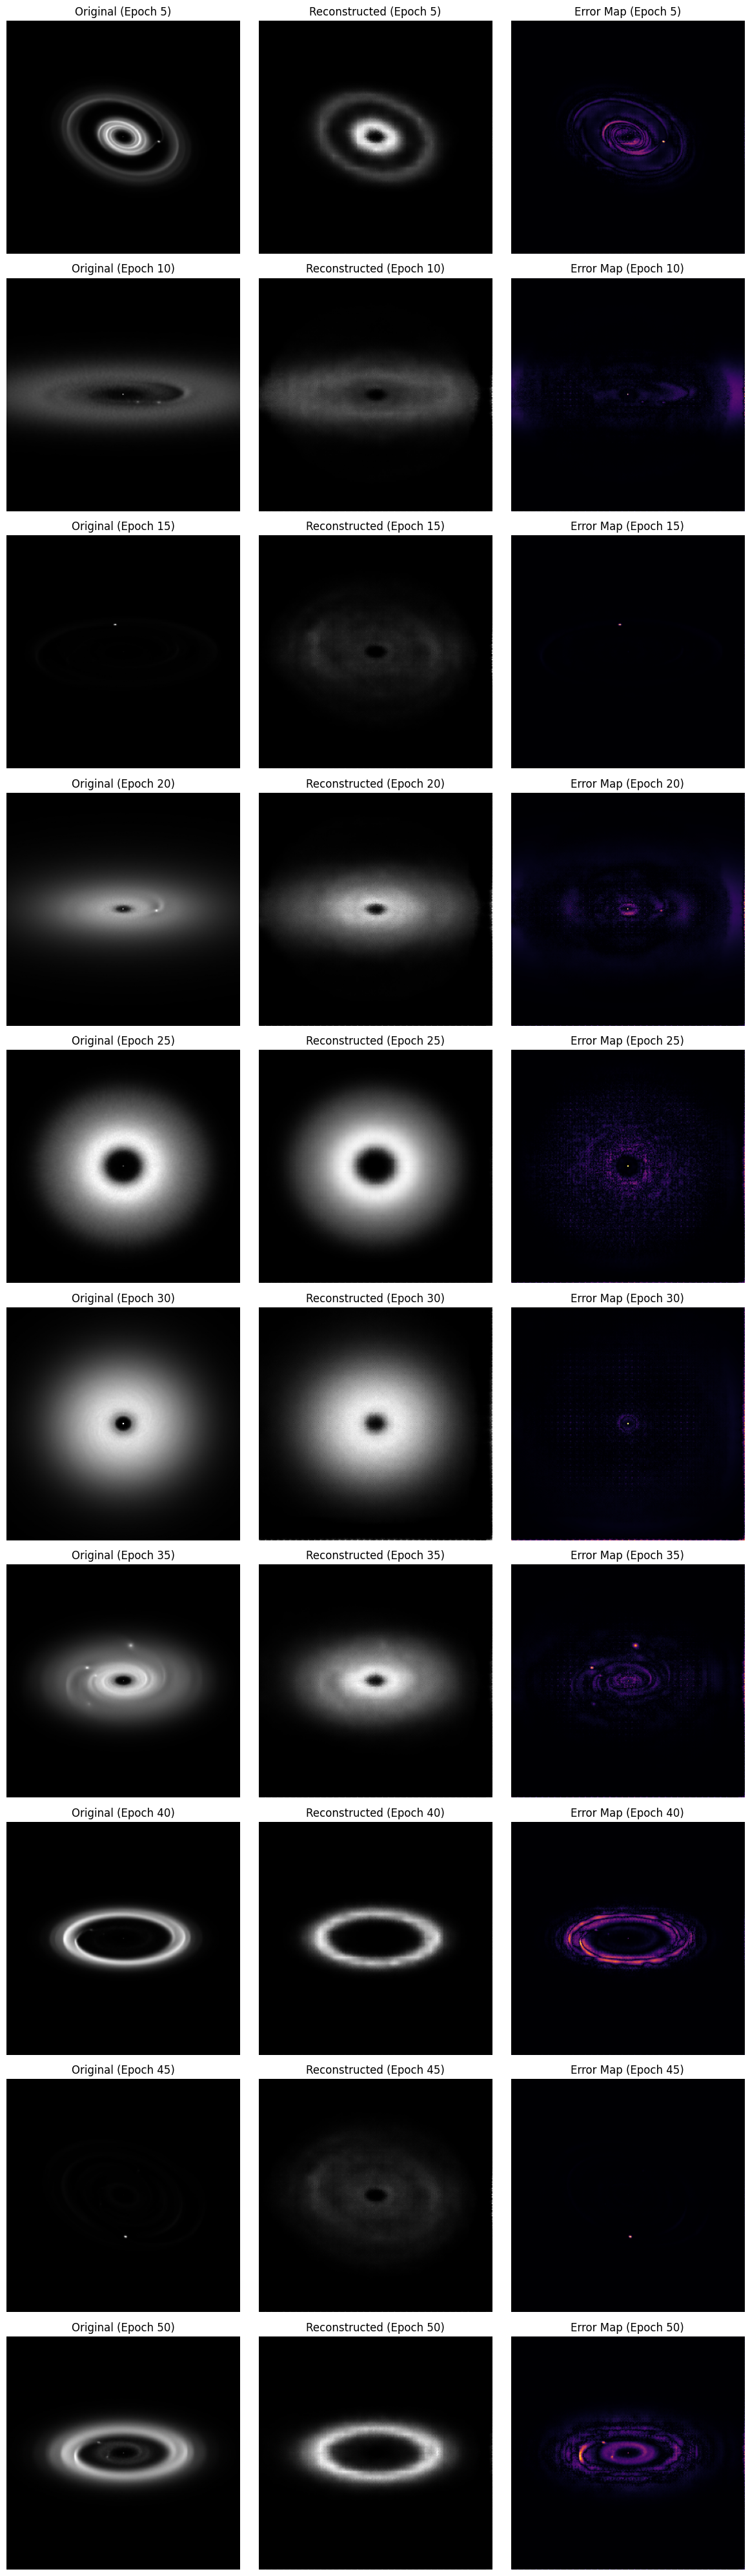 Original (Epoch 5) Reconstructed (Epoch 5) Error Map (Epoch 5)
Original (Epoch 10) Reconstructed (Epoch 10) Error Map (Epoch 10)
Original (Epoch 15) Reconstructed (Epoch 15) Error Map (Epoch 15)
Original (Epoch 20) Reconstructed (Epoch 20) Error Map (Epoch 20)
Original (Epoch 25) Reconstructed (Epoch 25) Error Map (Epoch 25)
Original (Epoch 30) Reconstructed (Epoch 30) Error Map (Epoch 30)
Original (Epoch 35) Reconstructed (Epoch 35) Error Map (Epoch 35)
Original (Epoch 40) Reconstructed (Epoch 40) Error Map (Epoch 40)
Original (Epoch 45) Reconstructed (Epoch 45) Error Map (Epoch 45)
Original (Epoch 50) Reconstructed (Epoch 50) Error Map (Epoch 50)